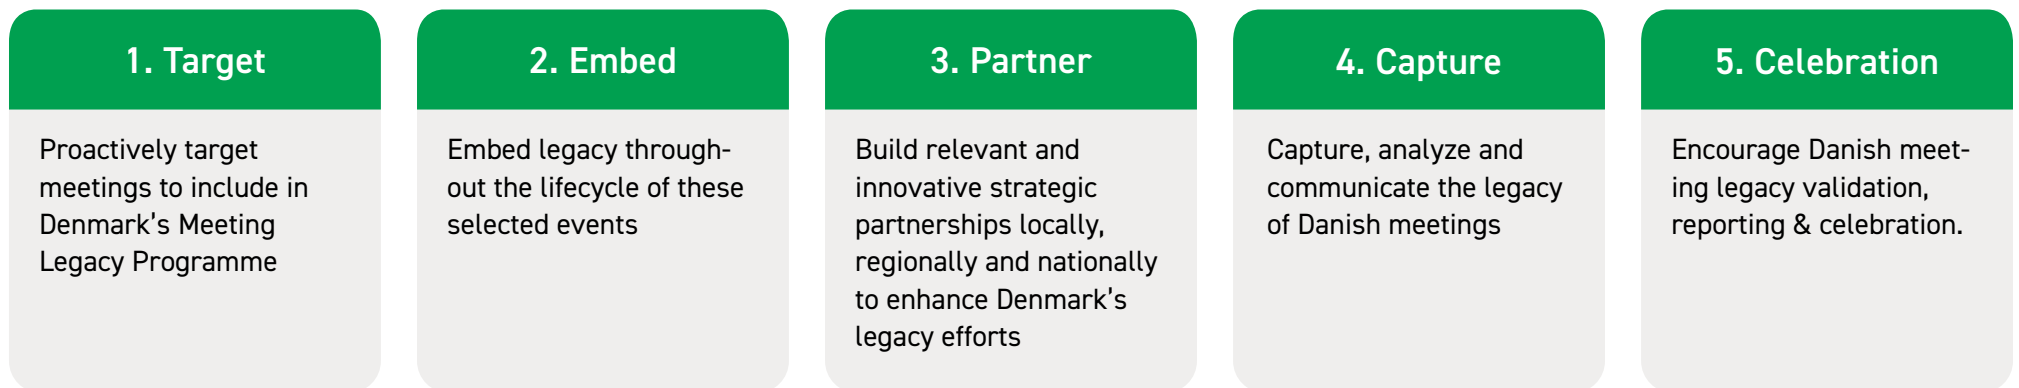 1. Target
Proactively target
meetings to include in
Denmark’s Meeting
Legacy Programme
2. Embed
Embed legacy through-
out the lifecycle of these
selected events
3. Partner
Build relevant and
innovative strategic
partnerships locally,
regionally and nationally
to enhance Denmark’s
legacy efforts
4. Capture
Capture, analyze and
communicate the legacy
of Danish meetings
5. Celebration
Encourage Danish meet-
ing legacy validation,
reporting & celebration.